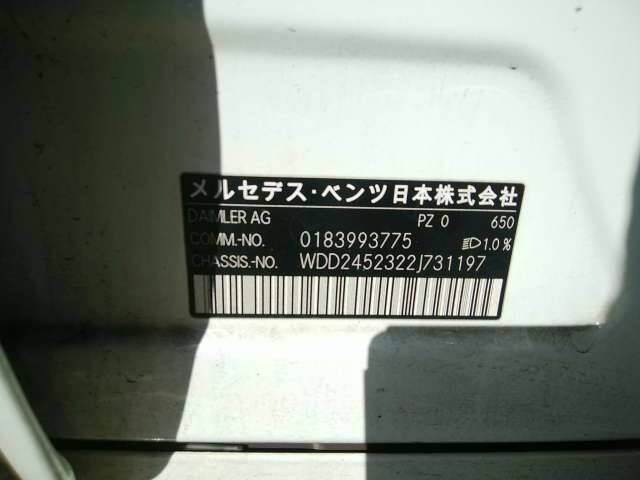 メルセデス・ベンツ日本株式会社
DAIMLER AG PZ 0 650
COMM.-NO. 0183993775 1.0%
CHASSIS.-NO. WDD2452322J731197